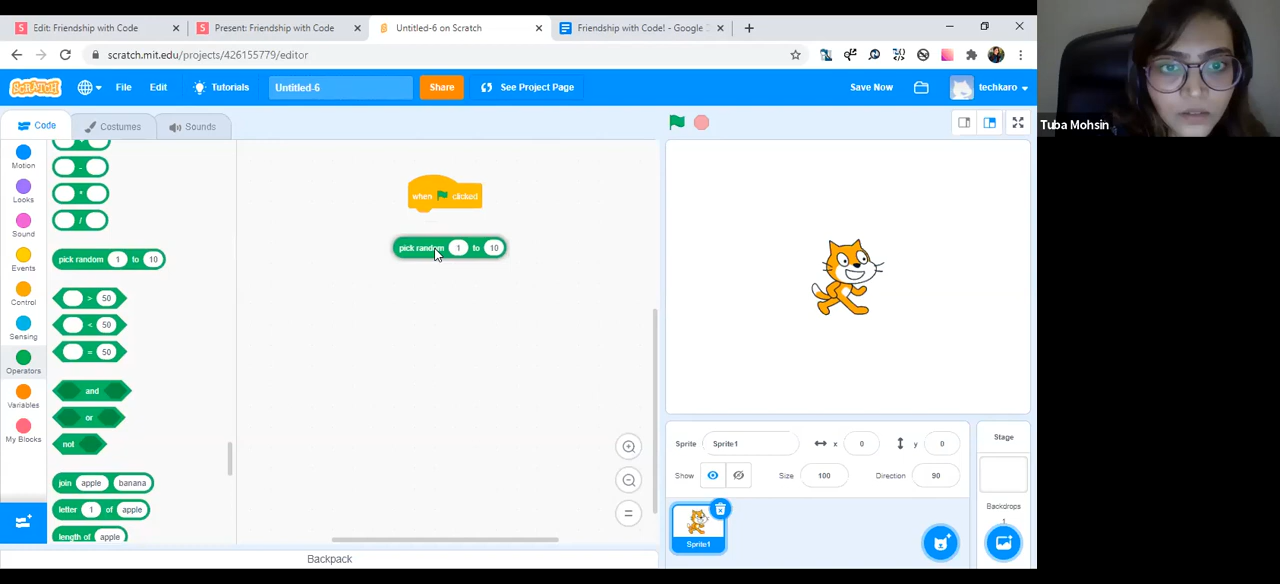 Edit: Friendship with Code!
Present: Friendship with Code!
Untitled-6 on Scratch
Friendship with Code! - Google
scratch.mit.edu/projects/426155779/editor
SCRATCH
File
Edit
Tutorials
Untitled-6
Share
See Project Page
Save Now
techkaro
Tuba Mohsin
Code
Costumes
Sounds
Motion
Looks
Sound
Events
Control
Sensing
Operators
Variables
My Blocks
-
*
/
pick random 1 to 10
> 50
< 50
= 50
and
or
not
join apple banana
letter 1 of apple
length of apple
when clicked
pick random 1 to 10
=
Sprite
Sprite1
x 0
y 0
Show
Size 100
Direction 90
Sprite1
Stage
Backdrops
1
Backpack